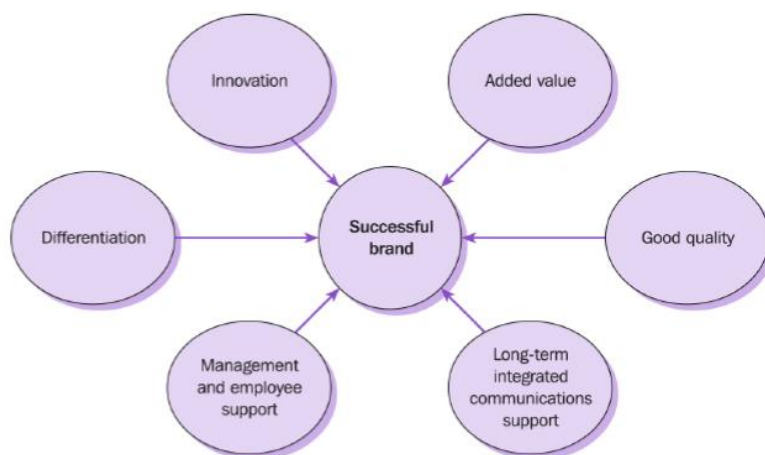 Innovation
Added value
Differentiation
Successful
brand
Good quality
Management
and employee
support
Long-term
integrated
communications
support